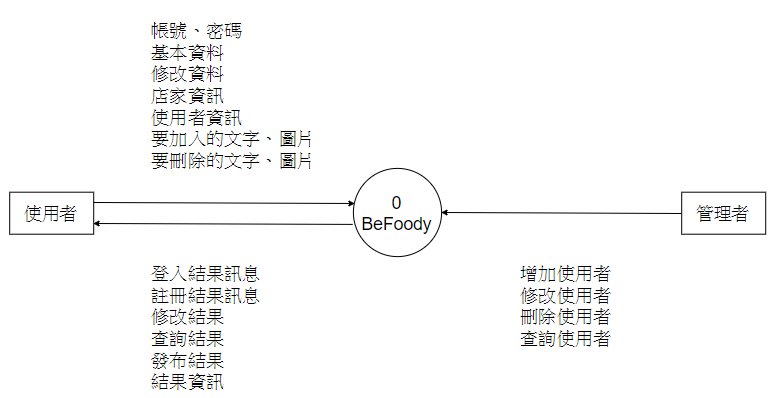 帳號、密碼
基本資料
修改資料
店家資訊
使用者資訊
要加入的文字、圖片
要刪除的文字、圖片
使用者
0
BeFoody
管理者
登入結果訊息
註冊結果訊息
修改結果
查詢結果
發布結果
結果資訊
增加使用者
修改使用者
刪除使用者
查詢使用者